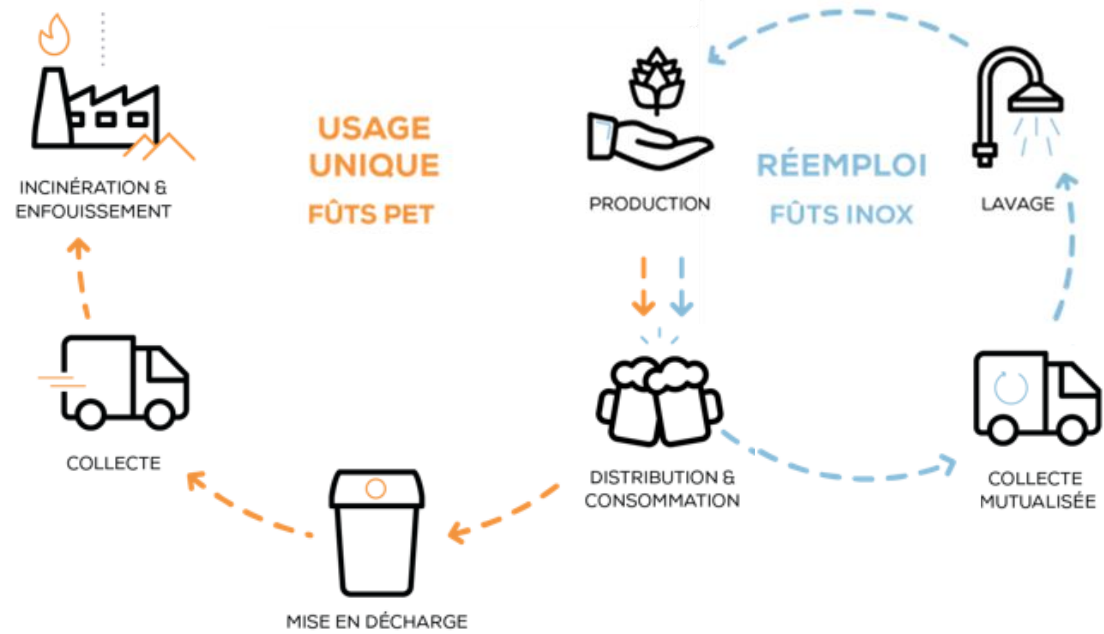 USAGE
UNIQUE
FÛTS PET
INCINÉRATION &
ENFOUISSEMENT
PRODUCTION
RÉEMPLOI
FÛTS INOX
LAVAGE
COLLECTE
DISTRIBUTION &
CONSOMMATION
COLLECTE
MUTUALISÉE
MISE EN DÉCHARGE